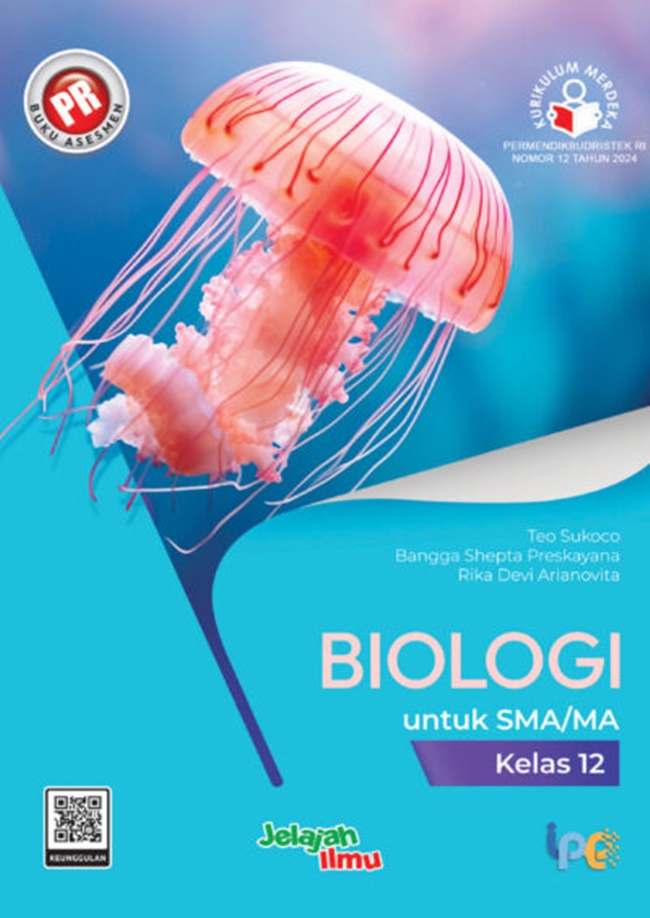 PR
BUKU ASESMEN
KURIKULUM MERDEKA
PERMENDIKBUDRISTEK RI
NOMOR 12 TAHUN 2024
Teo Sukoco
Bangga Shepta Preskayana
Rika Devi Arianovita
BIOLOGI
untuk SMA/MA
Kelas 12
KEUNGGULAN
Jelajah
Ilmu
ipe